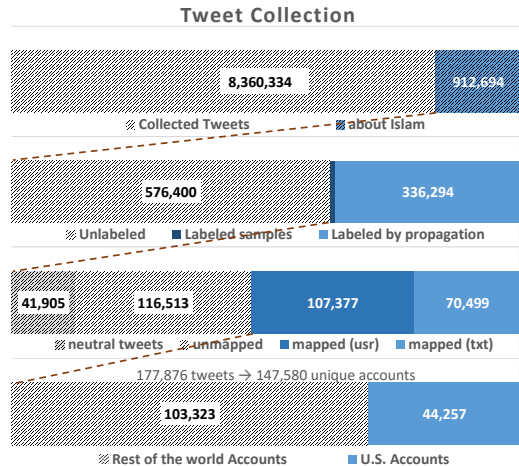 Tweet Collection
8,360,334 912,694
Collected Tweets about Islam
576,400 336,294
Unlabeled Labeled samples Labeled by propagation
41,905 116,513 107,377 70,499
neutral tweets unmapped mapped (usr) mapped (txt)
177,876 tweets → 147,580 unique accounts
103,323 44,257
Rest of the world Accounts U.S. Accounts